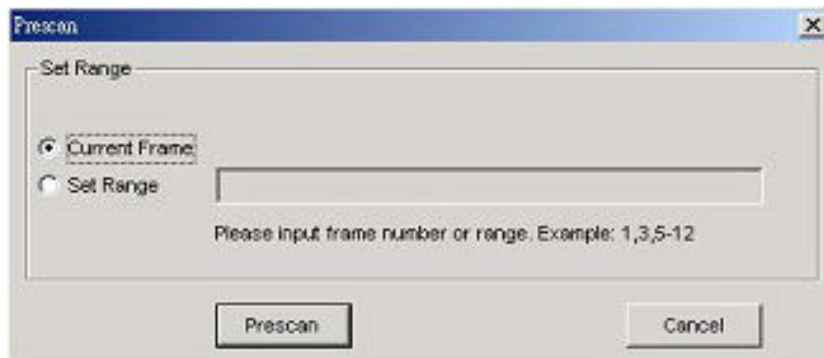 Prescan
Set Range
Current Frame
Set Range
Please input frame number or range. Example: 1,3,5-12
Prescan
Cancel